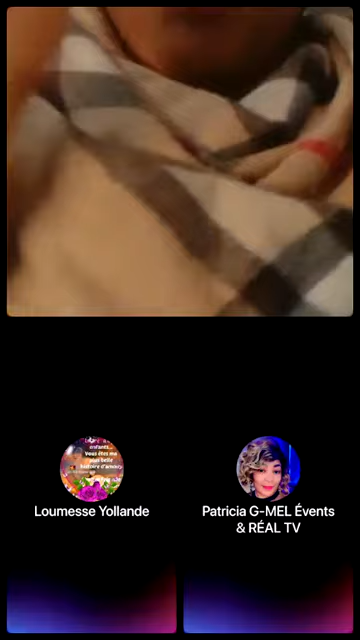 enfants...
Vous êtes ma
plus belle
histoire d'amour
Loumesse Yollande
Patricia G-MEL Évents
& RÉAL TV